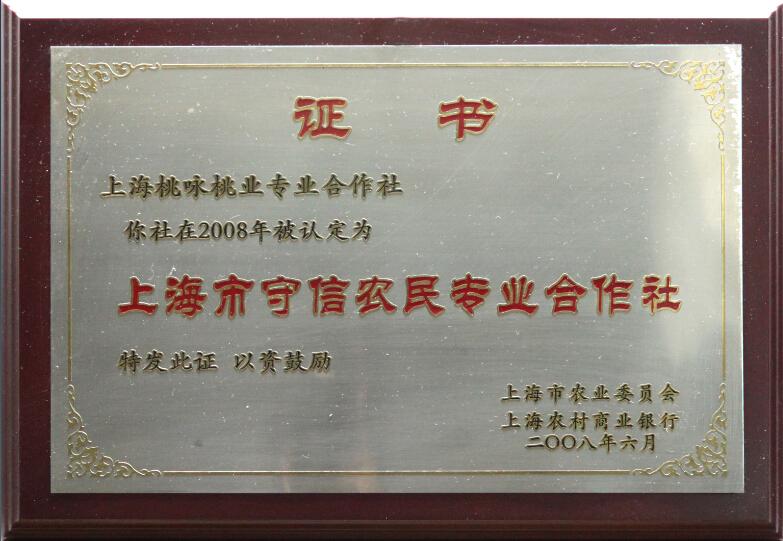 证 书
上海桃咏桃业专业合作社
你社在2008年被认定为
上海市守信农民专业合作社
特发此证 以资鼓励
上海市农业委员会
上海农村商业银行
二〇〇八年六月